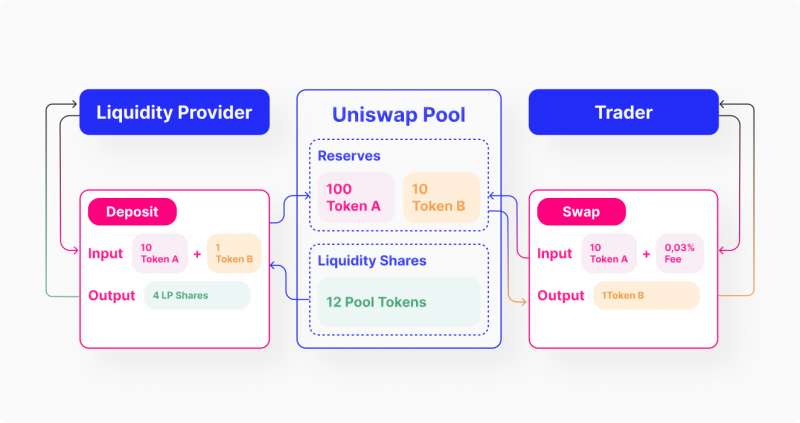 Liquidity Provider
Deposit
Input
10
Token A
+
1
Token B
Output
4 LP Shares
Uniswap Pool
Reserves
100
Token A
10
Token B
Liquidity Shares
12 Pool Tokens
Trader
Swap
Input
10
Token A
+
0,03%
Fee
Output
1Token B